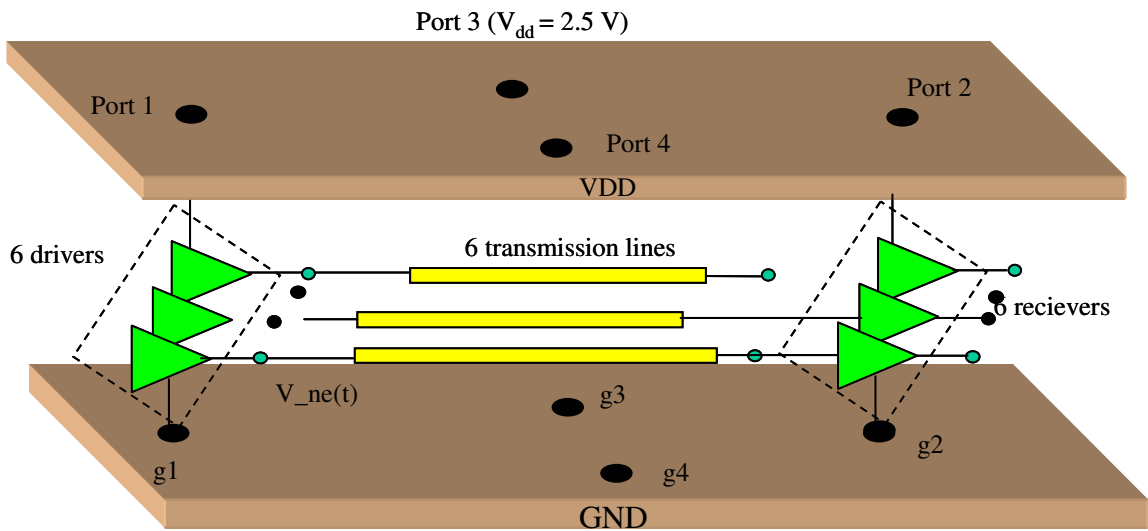 Port 3 (Vdd = 2.5 V)
Port 1
Port 2
Port 4
VDD
6 drivers
6 transmission lines
6 recievers
V_ne(t)
g3
g1
g2
g4
GND